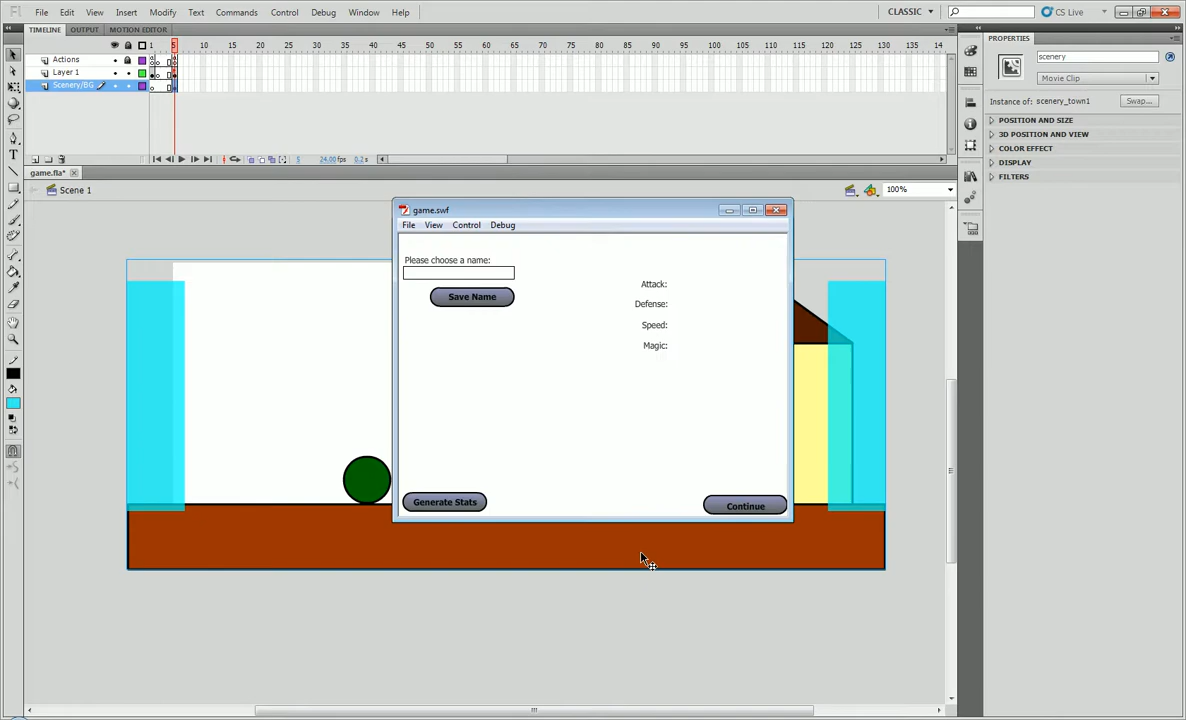 Fl File Edit View Insert Modify Text Commands Control Debug Window Help CLASSIC CS Live
TIMELINE OUTPUT MOTION EDITOR
PROPERTIES
1 5 10 15 20 25 30 35 40 45 50 55 60 65 70 75 80 85 90 95 100 105 110 115 120 125 130 135 14
Actions
Layer 1
Scenery/BG
scenery
Movie Clip
Instance of: scenery_town1 Swap...
POSITION AND SIZE
3D POSITION AND VIEW
COLOR EFFECT
DISPLAY
FILTERS
5 24.00 fps 0.2 s
game.fla*
Scene 1 100%
game.swf
File View Control Debug
Please choose a name:
Save Name
Attack:
Defense:
Speed:
Magic:
Generate Stats
Continue